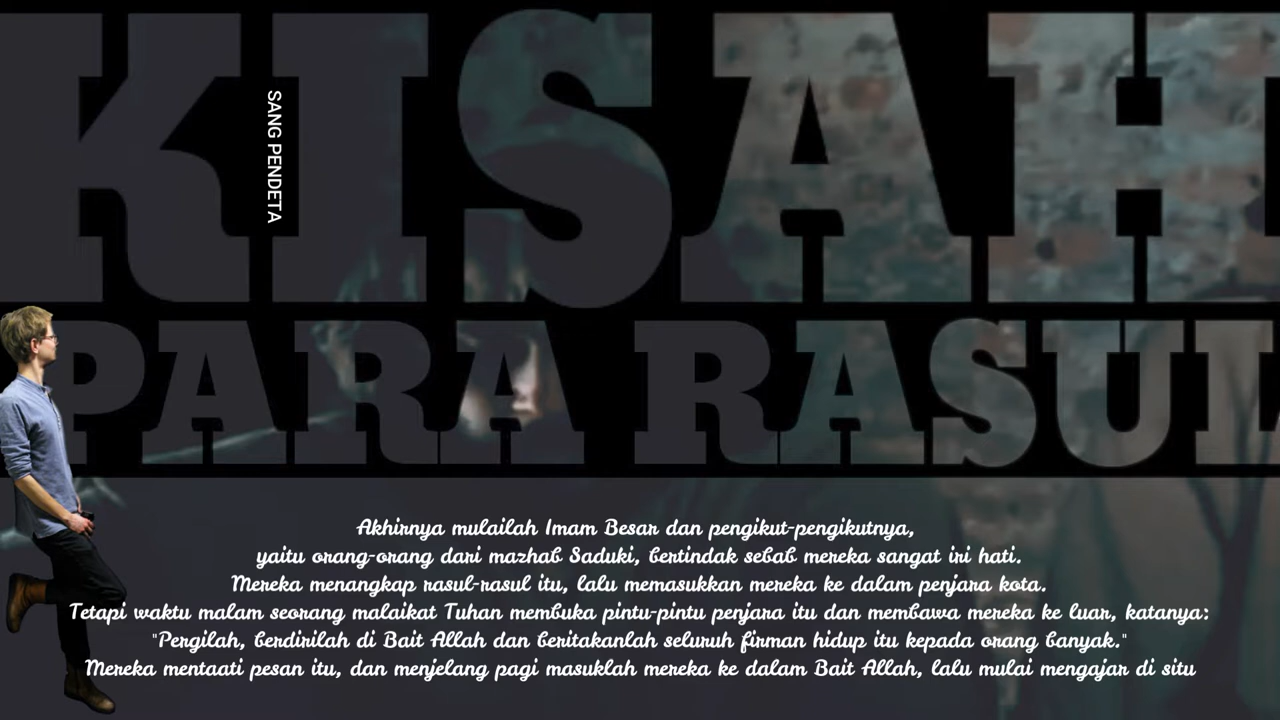 KISAH
SANG PENDETA
PARA RASUL
Akhirnya mulailah Imam Besar dan pengikut-pengikutnya,
yaitu orang-orang dari mazhab Saduki, bertindak sebab mereka sangat iri hati.
Mereka menangkap rasul-rasul itu, lalu memasukkan mereka ke dalam penjara kota.
Tetapi waktu malam seorang malaikat Tuhan membuka pintu-pintu penjara itu dan membawa mereka ke luar, katanya:
"Pergilah, berdirilah di Bait Allah dan beritakanlah seluruh firman hidup itu kepada orang banyak."
Mereka mentaati pesan itu, dan menjelang pagi masuklah mereka ke dalam Bait Allah, lalu mulai mengajar di situ